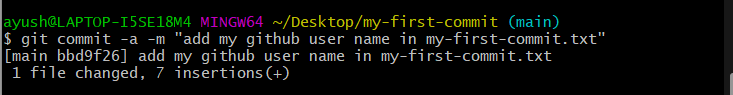 ayush@LAPTOP-I5SE18M4 MINGW64 ~/Desktop/my-first-commit (main)
$ git commit -a -m "add my github user name in my-first-commit.txt"
[main bbd9f26] add my github user name in my-first-commit.txt
 1 file changed, 7 insertions(+)